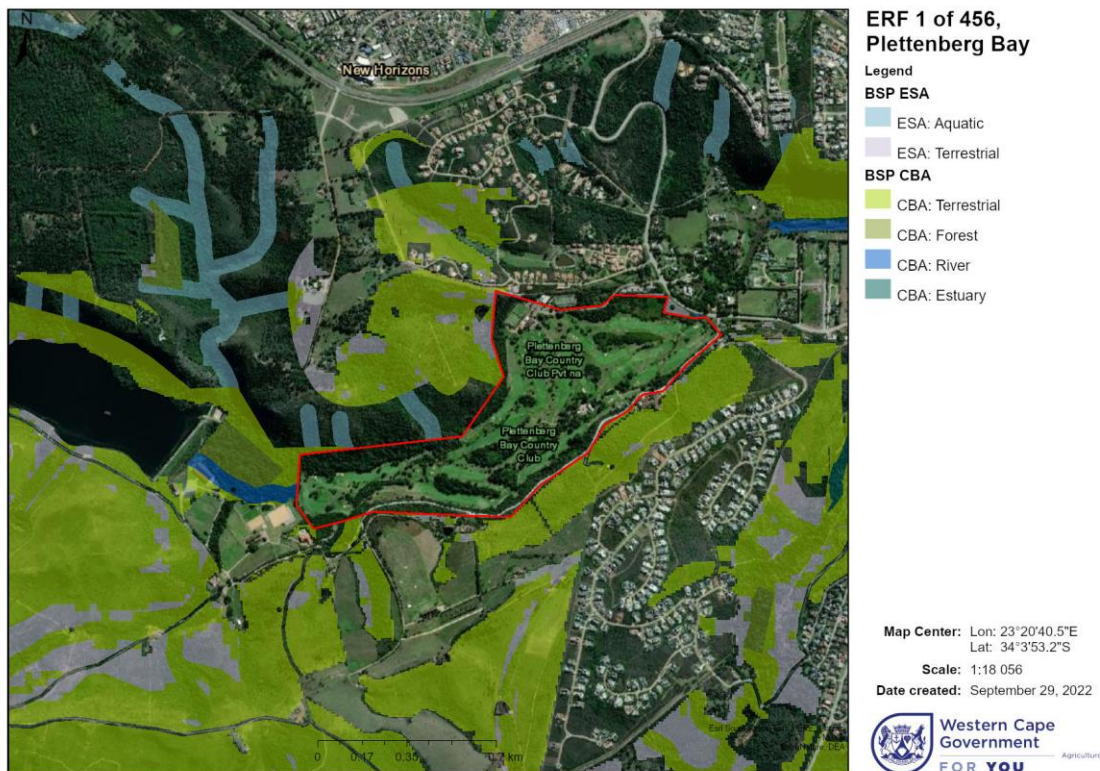 N
New Horizons
Plettenberg
Bay Country
Club Pvt na
Plettenberg
Bay Country
Club
0 0.17 0.35 0.7 km
ERF 1 of 456,
Plettenberg Bay
Legend
BSP ESA
ESA: Aquatic
ESA: Terrestrial
BSP CBA
CBA: Terrestrial
CBA: Forest
CBA: River
CBA: Estuary
Map Center: Lon: 23°20'40.5"E
Lat: 34°3'53.2"S
Scale: 1:18 056
Date created: September 29, 2022
Western Cape
Government
Agriculture
FOR YOU